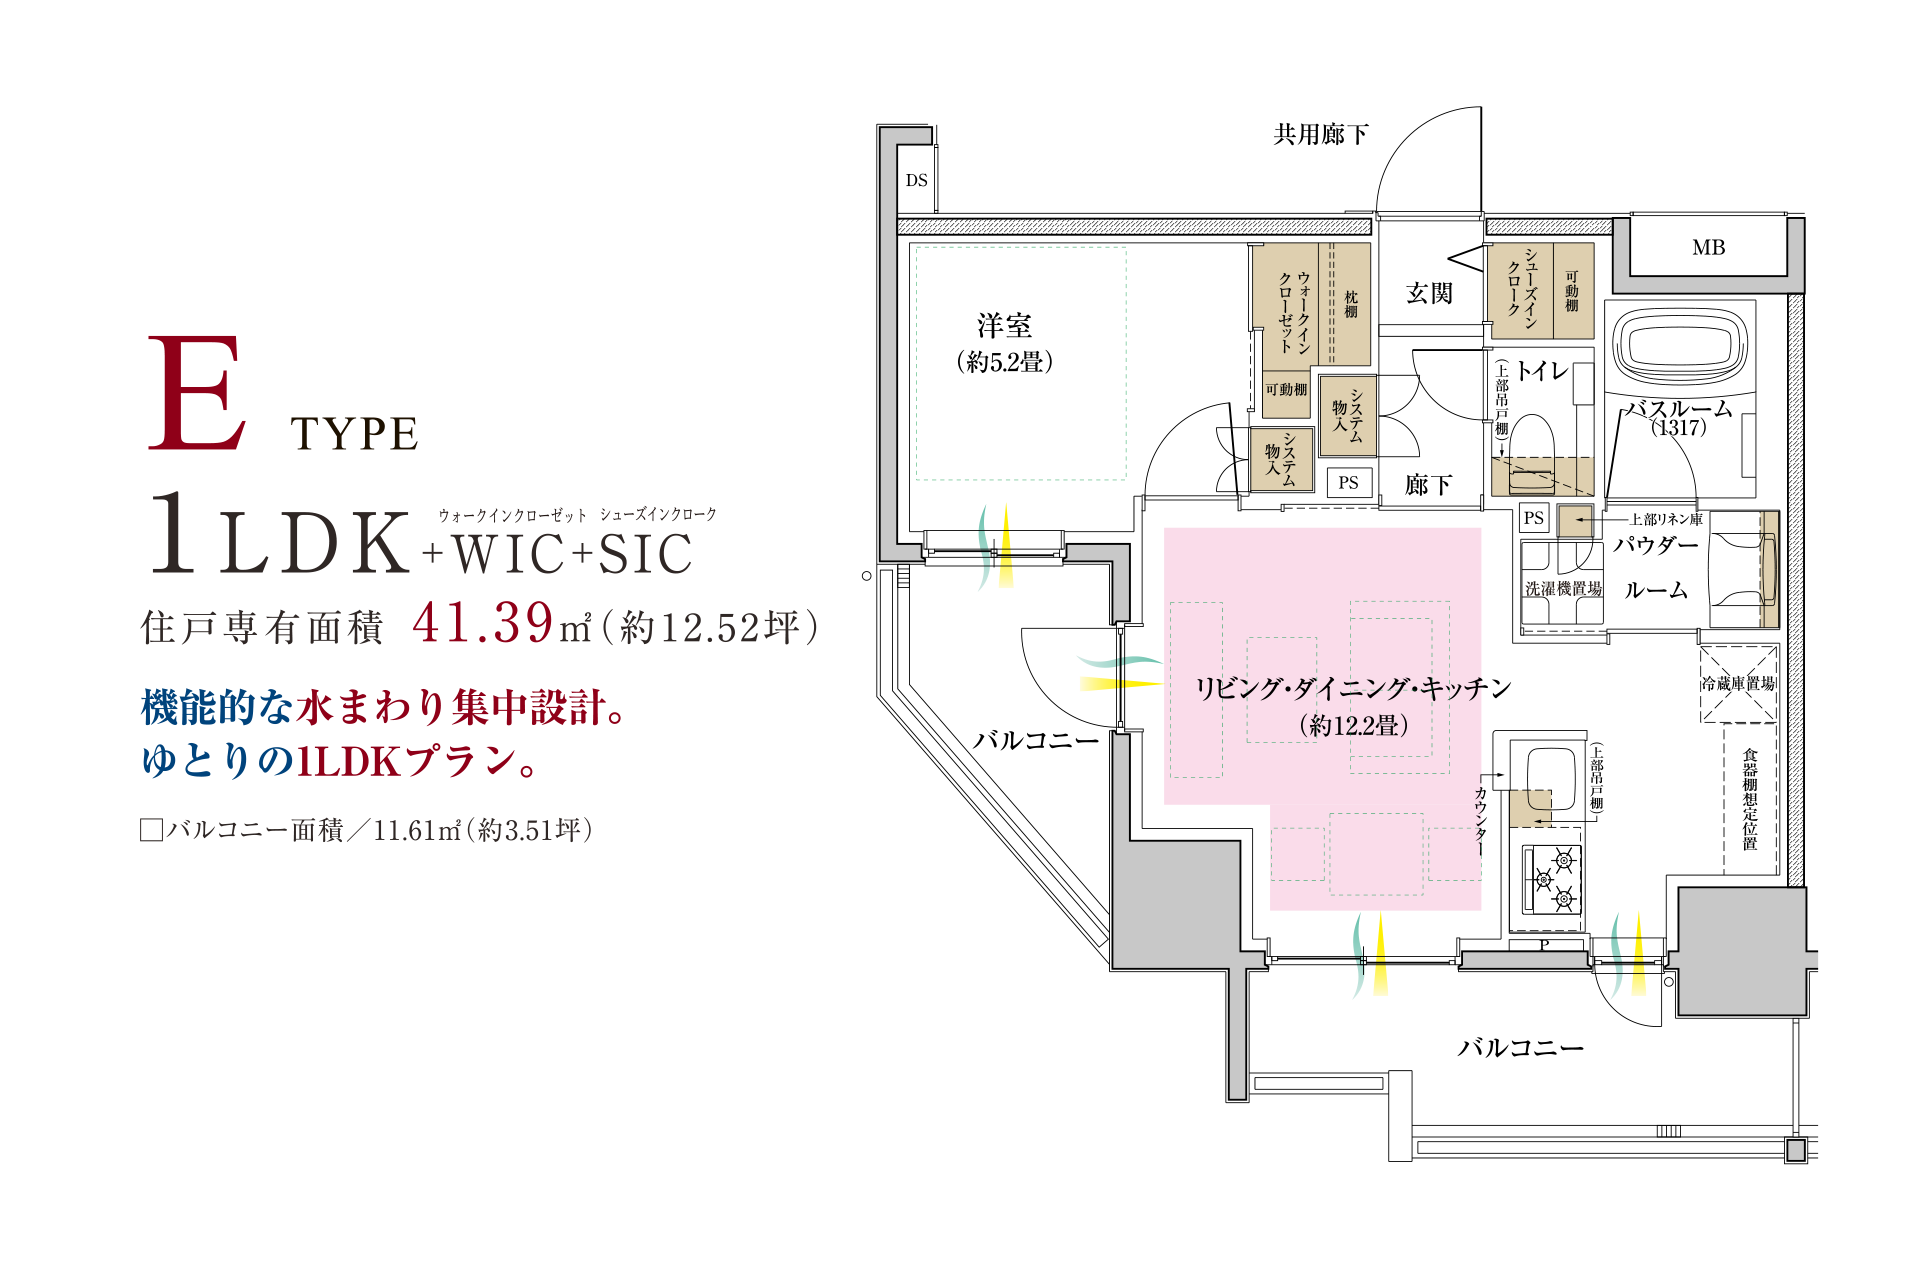 E TYPE
ウォークインクローゼット シューズインクローク
1LDK+WIC+SIC
住戸専有面積 41.39㎡(約12.52坪)
機能的な水まわり集中設計。
ゆとりの1LDKプラン。
□バルコニー面積／11.61㎡(約3.51坪)
共用廊下
DS
MB
洋室
(約5.2畳)
ウォークイン
クローゼット
枕棚
可動棚
玄関
シューズイン
クローク
可動棚
システム
物入
システム
物入
PS
廊下
トイレ
(上部吊戸棚)
バスルーム
(1317)
PS
上部リネン庫
パウダー
ルーム
洗濯機置場
リビング・ダイニング・キッチン
(約12.2畳)
冷蔵庫置場
食器棚想定位置
(上部吊戸棚)
カウンター
P
バルコニー
バルコニー